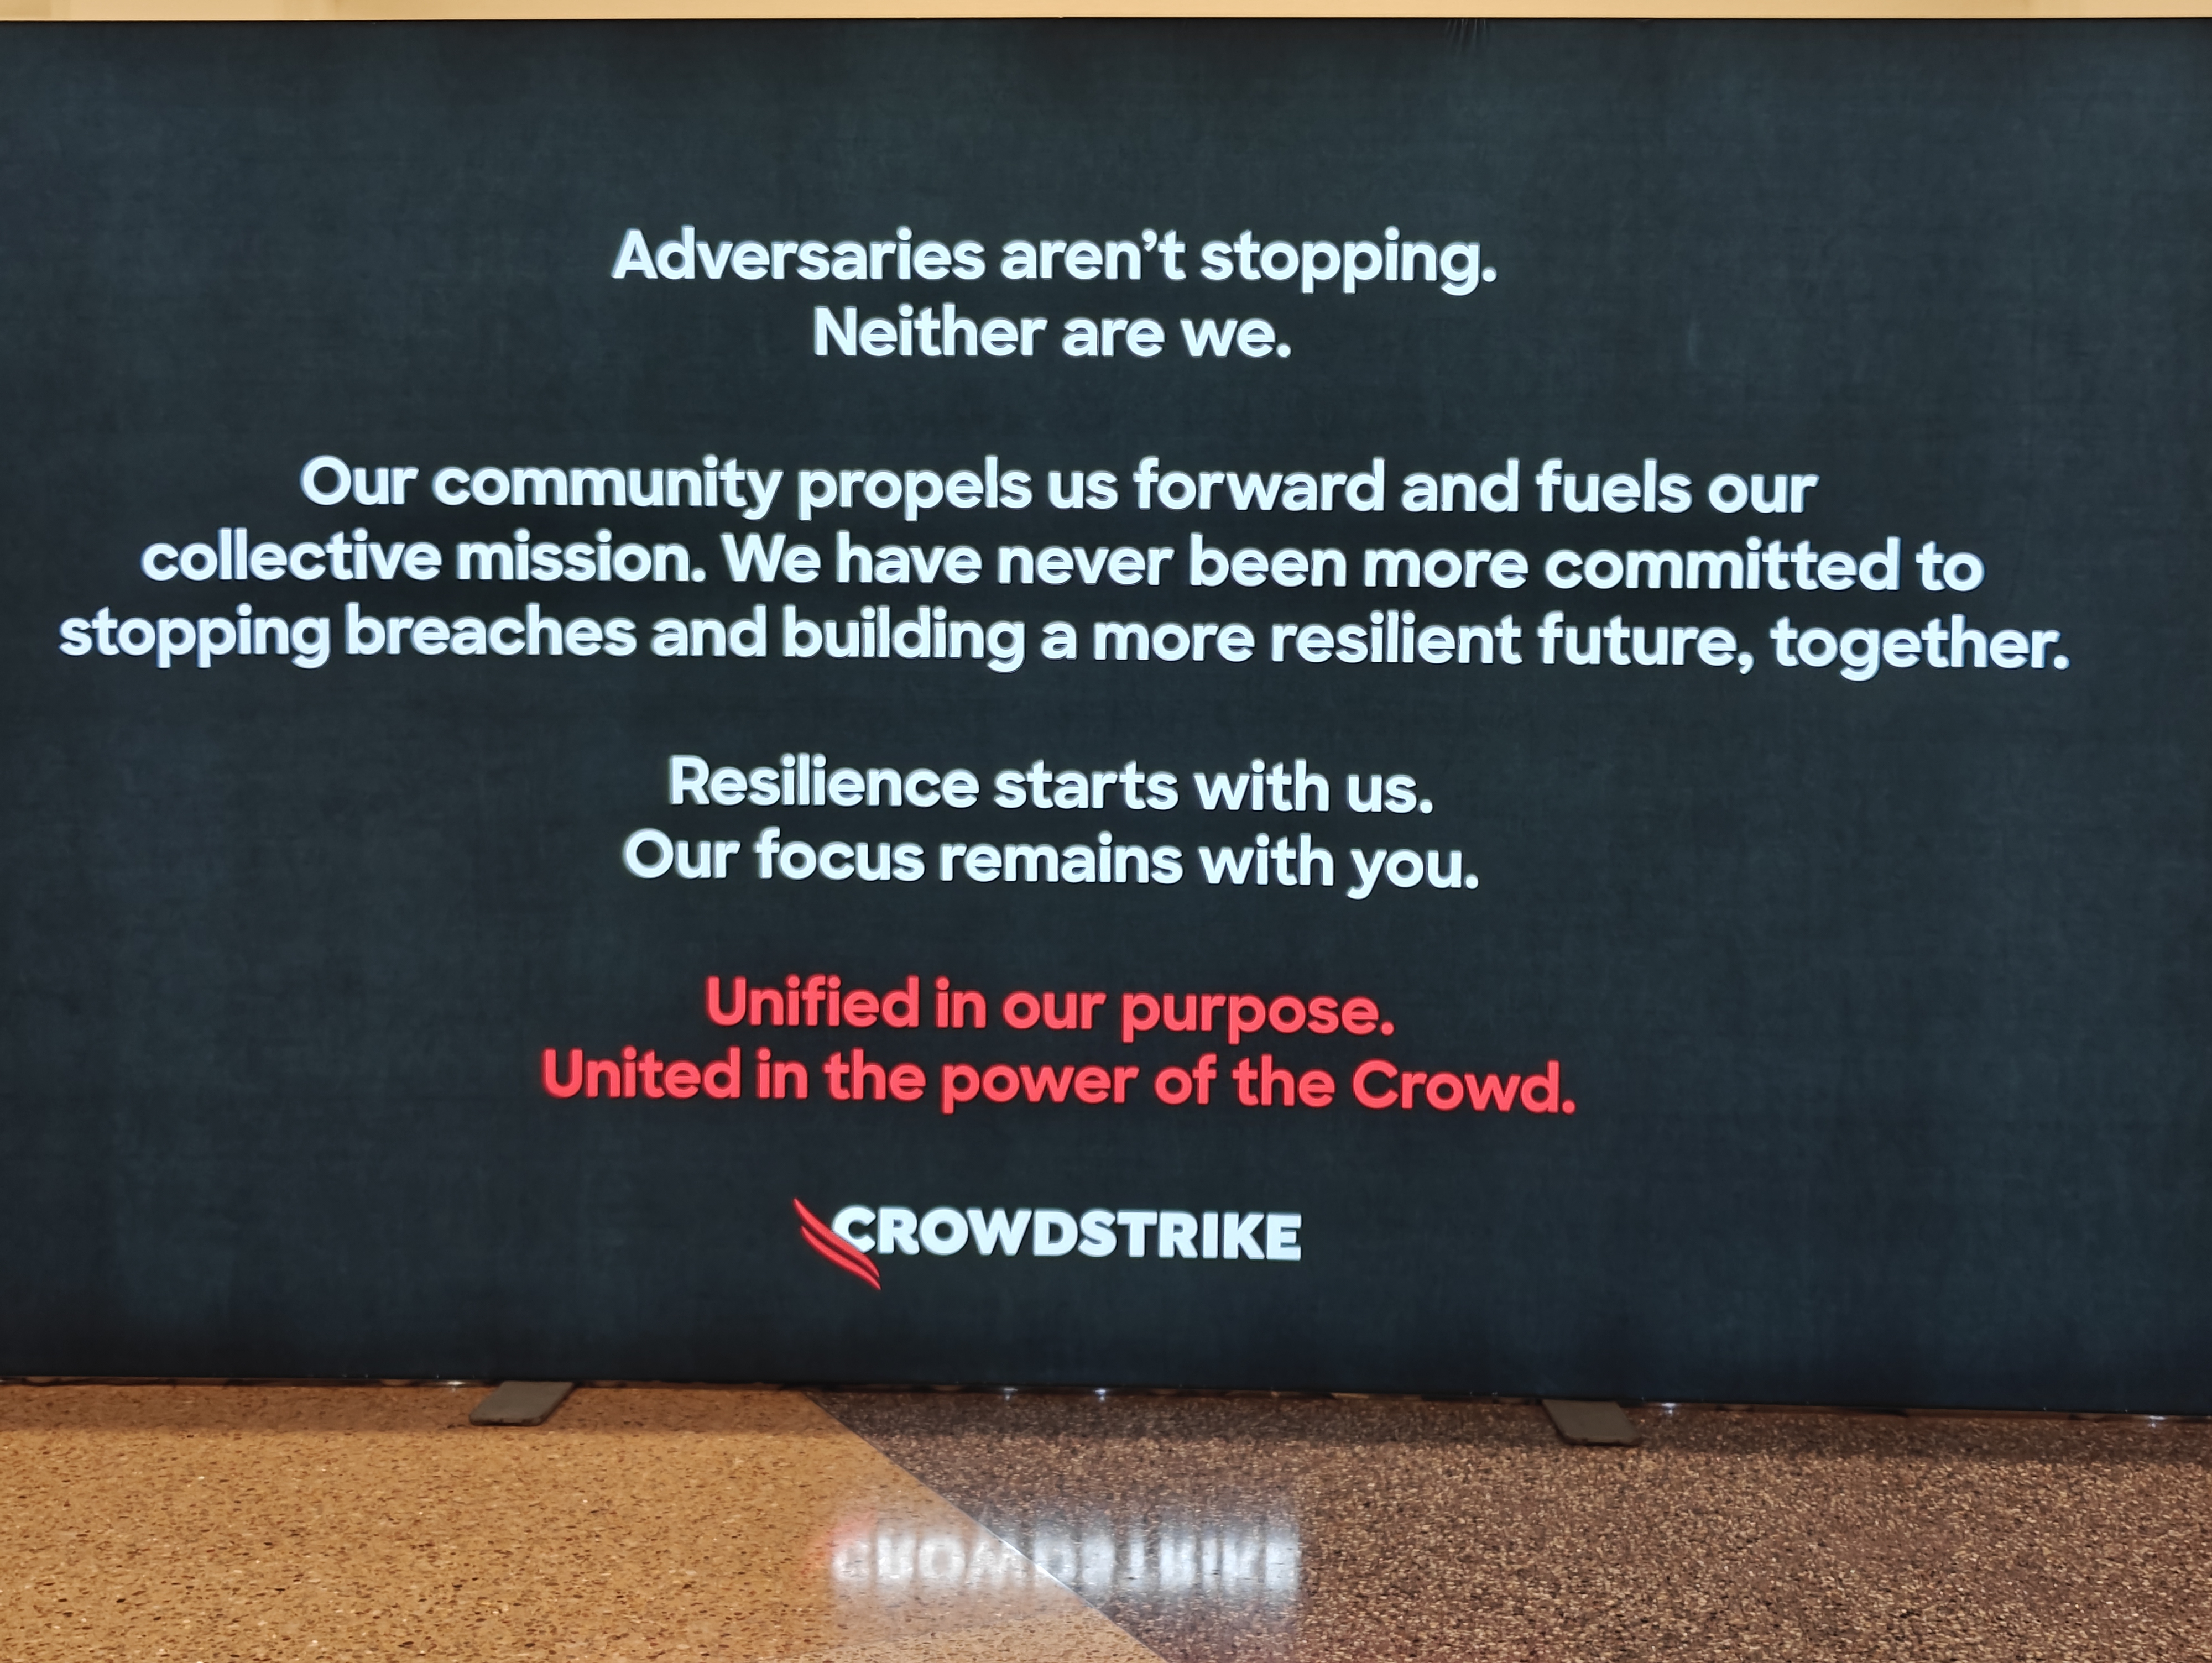 Adversaries aren’t stopping.
Neither are we.
Our community propels us forward and fuels our
collective mission. We have never been more committed to
stopping breaches and building a more resilient future, together.
Resilience starts with us.
Our focus remains with you.
Unified in our purpose.
United in the power of the Crowd.
CROWDSTRIKE